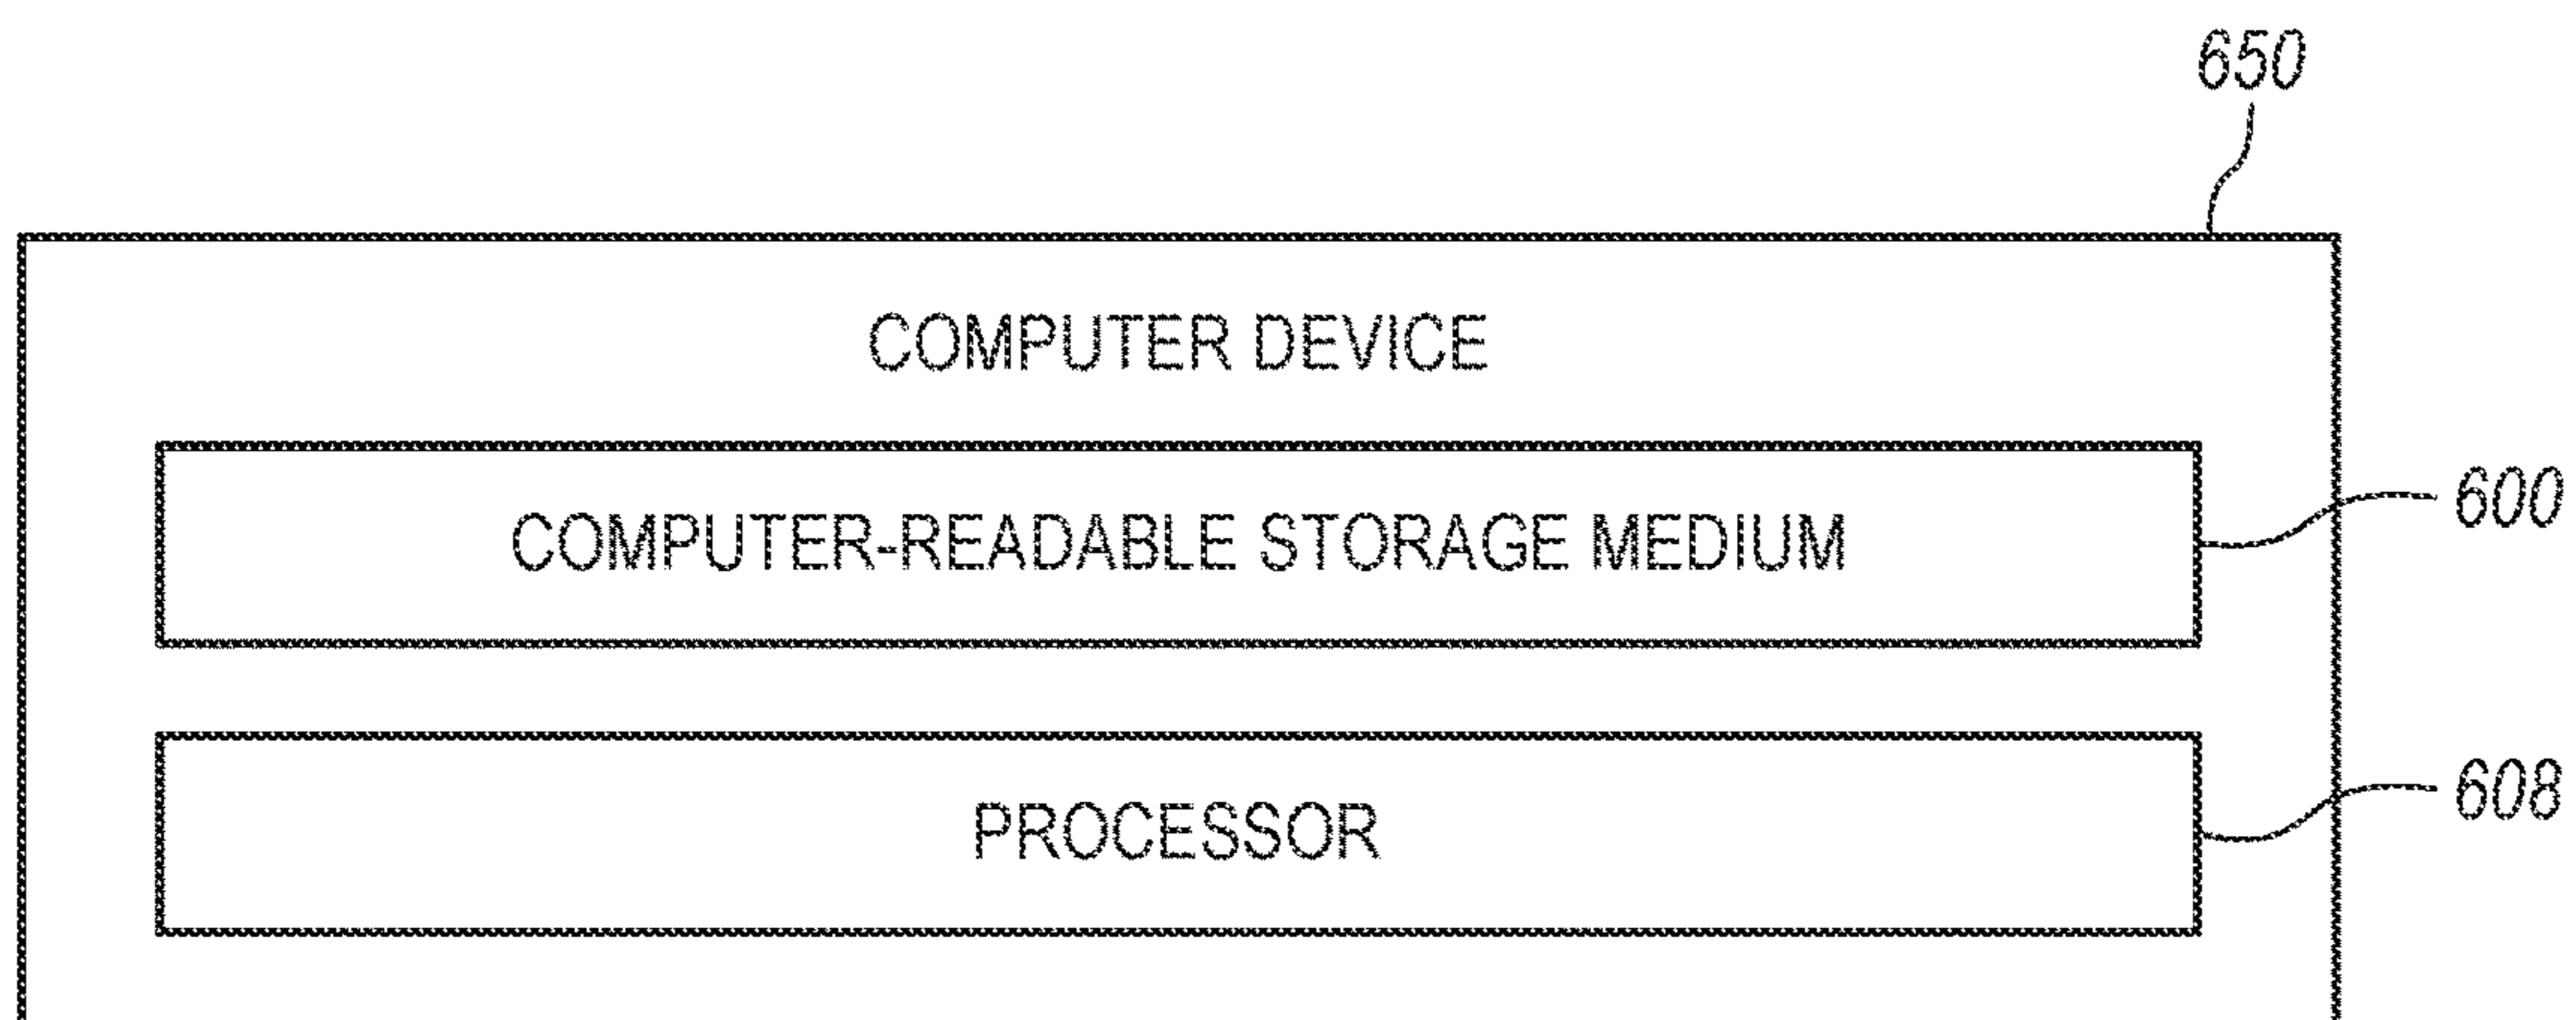 650
COMPUTER DEVICE
COMPUTER-READABLE STORAGE MEDIUM
600
PROCESSOR
608